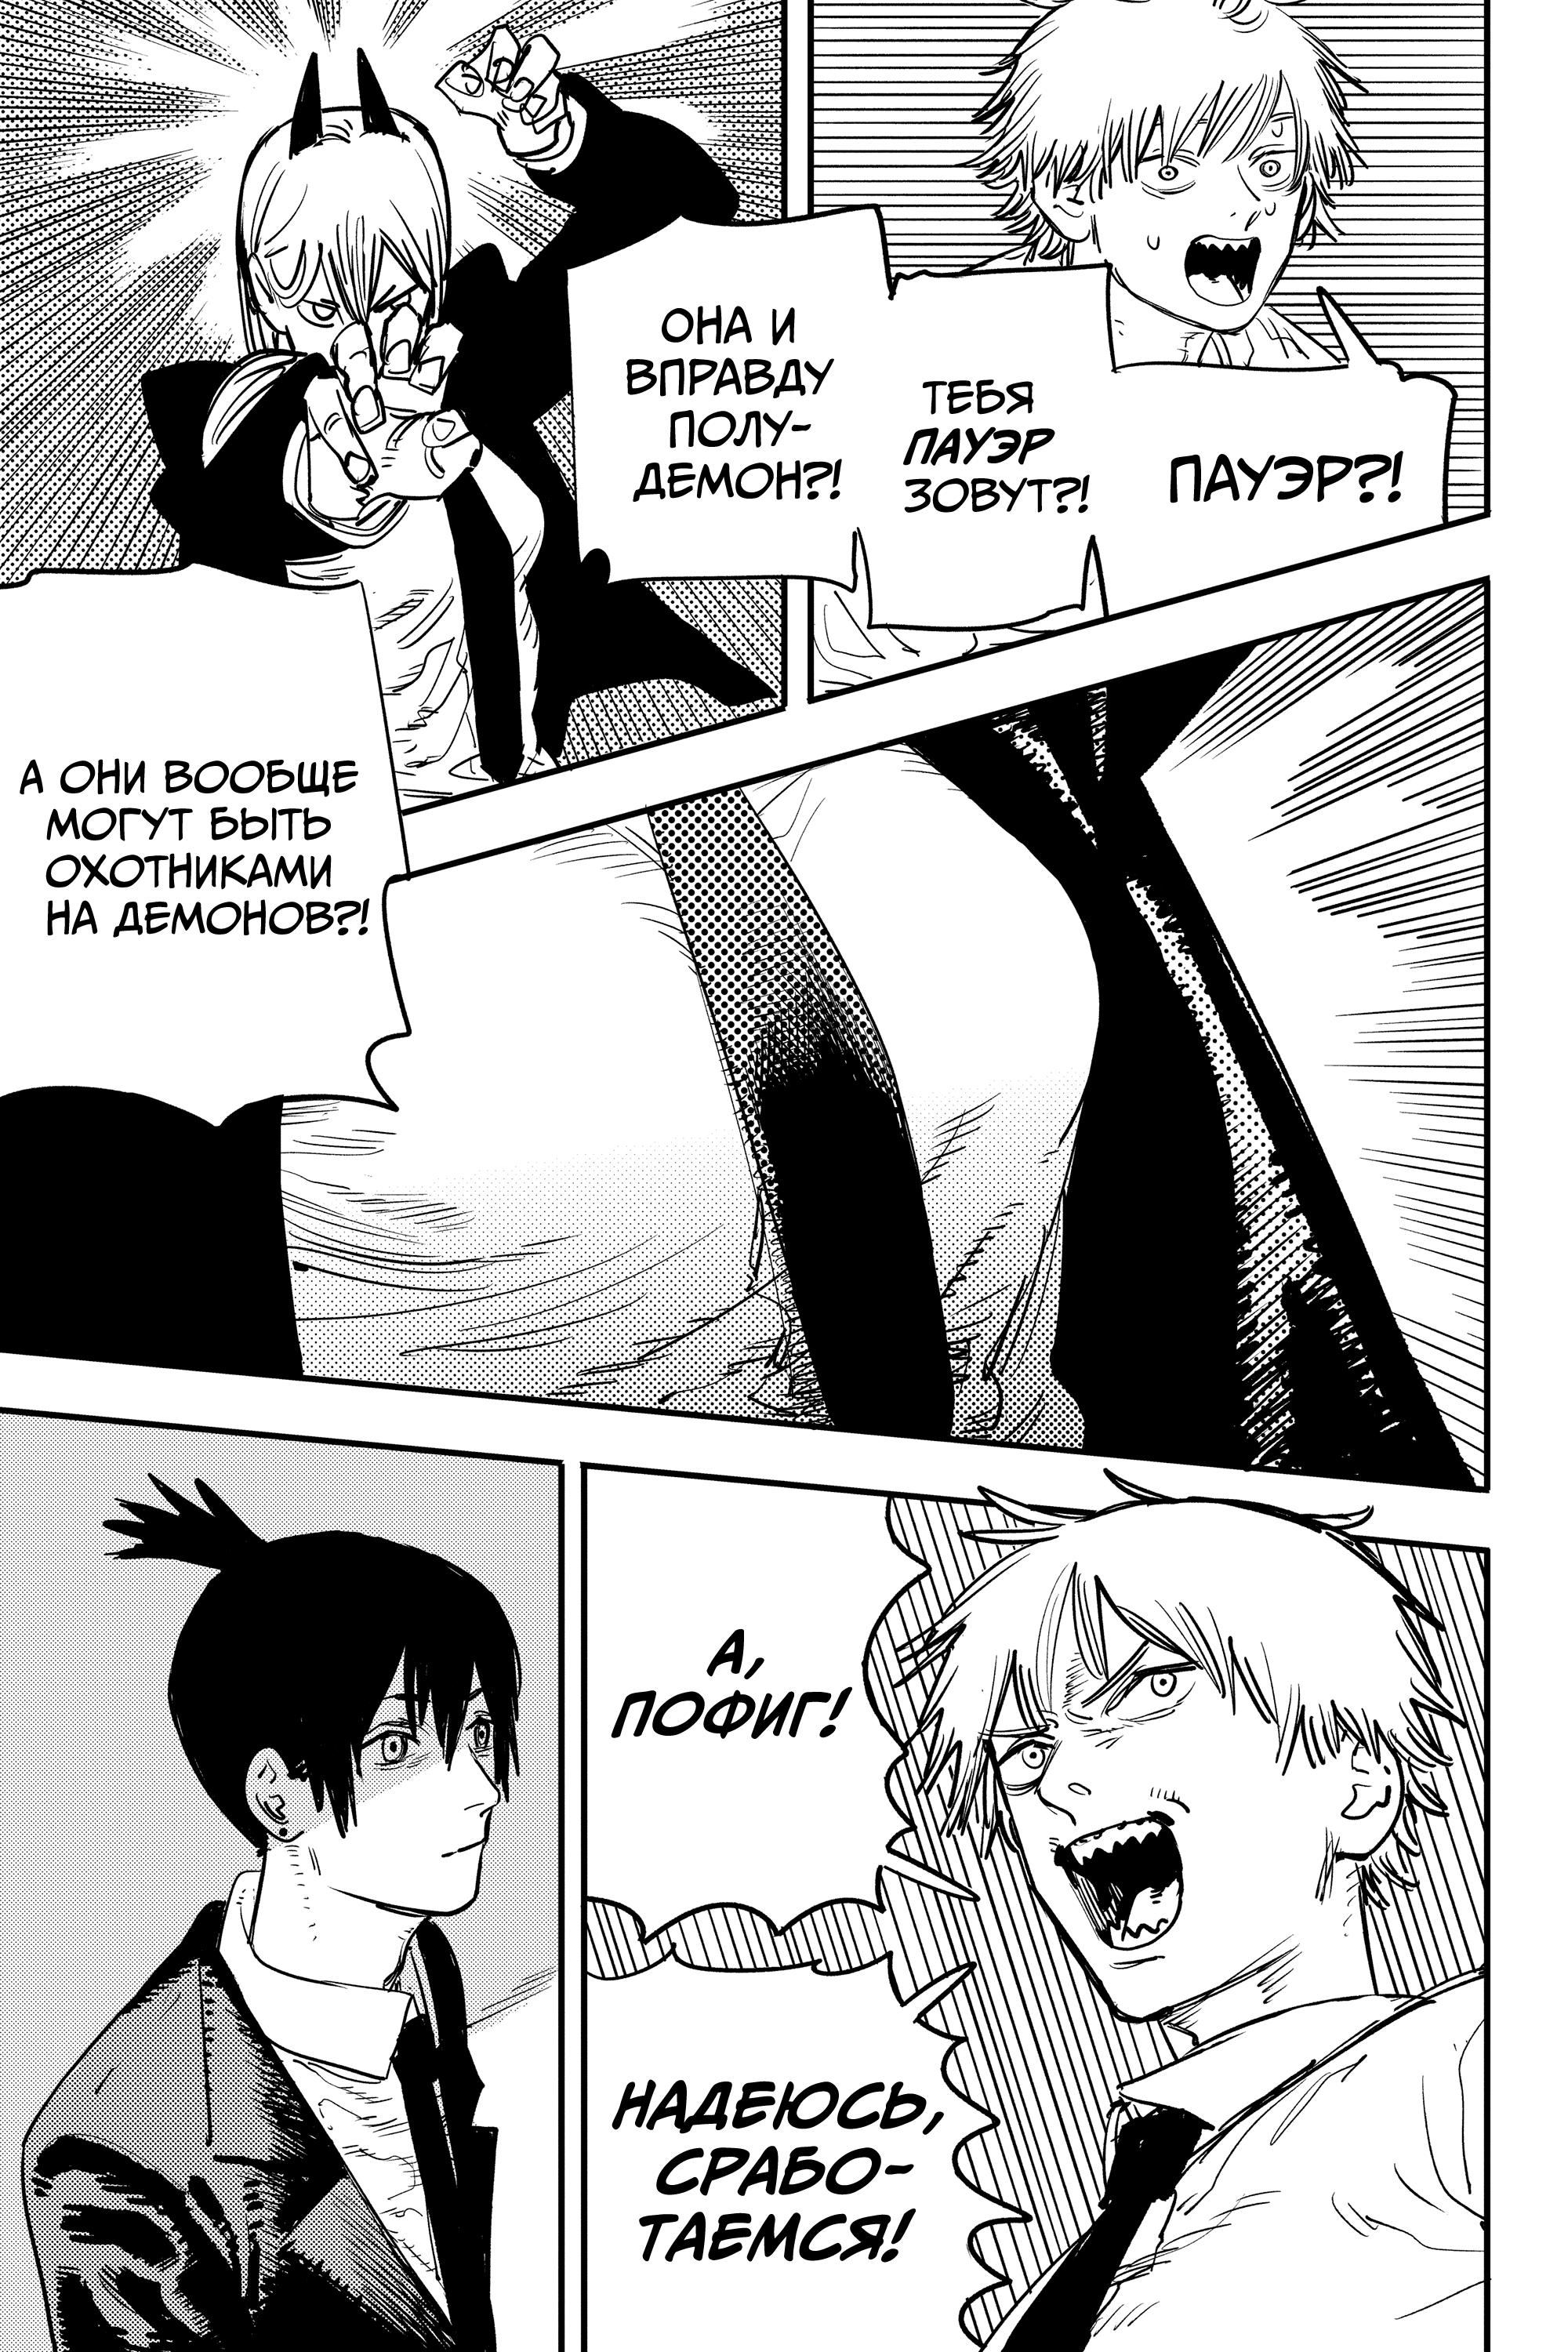 ПАУЭР?!
ТЕБЯ
ПАУЭР
ЗОВУТ?!
ОНА И
ВПРАВДУ
ПОЛУ-
ДЕМОН?!
А ОНИ ВООБЩЕ
МОГУТ БЫТЬ
ОХОТНИКАМИ
НА ДЕМОНОВ?!
А,
ПОФИГ!
НАДЕЮСЬ,
СРАБО-
ТАЕМСЯ!